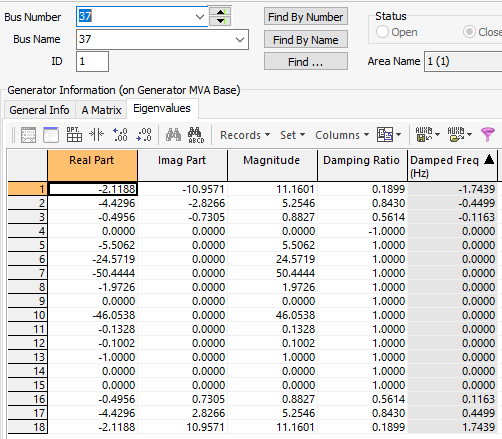 Bus Number 37 Find By Number Status
Open Close
Bus Name 37 Find By Name
ID 1 Find ... Area Name 1 (1)
Generator Information (on Generator MVA Base)
General Info A Matrix Eigenvalues
OPT. .00 .0 ABCD Records Set Columns AUXB AUXB
Real Part Imag Part Magnitude Damping Ratio Damped Freq (Hz)
1 -2.1188 -10.9571 11.1601 0.1899 -1.7439
2 -4.4296 -2.8266 5.2546 0.8430 -0.4499
3 -0.4956 -0.7305 0.8827 0.5614 -0.1163
4 0.0000 0.0000 0.0000 -1.0000 0.0000
5 -5.5062 0.0000 5.5062 1.0000 0.0000
6 -24.5719 0.0000 24.5719 1.0000 0.0000
7 -50.4444 0.0000 50.4444 1.0000 0.0000
8 -1.9726 0.0000 1.9726 1.0000 0.0000
9 0.0000 0.0000 0.0000 1.0000 0.0000
10 -46.0538 0.0000 46.0538 1.0000 0.0000
11 -0.1328 0.0000 0.1328 1.0000 0.0000
12 -0.1002 0.0000 0.1002 1.0000 0.0000
13 -1.0000 0.0000 1.0000 1.0000 0.0000
14 0.0000 0.0000 0.0000 1.0000 0.0000
15 0.0000 0.0000 0.0000 1.0000 0.0000
16 -0.4956 0.7305 0.8827 0.5614 0.1163
17 -4.4296 2.8266 5.2546 0.8430 0.4499
18 -2.1188 10.9571 11.1601 0.1899 1.7439